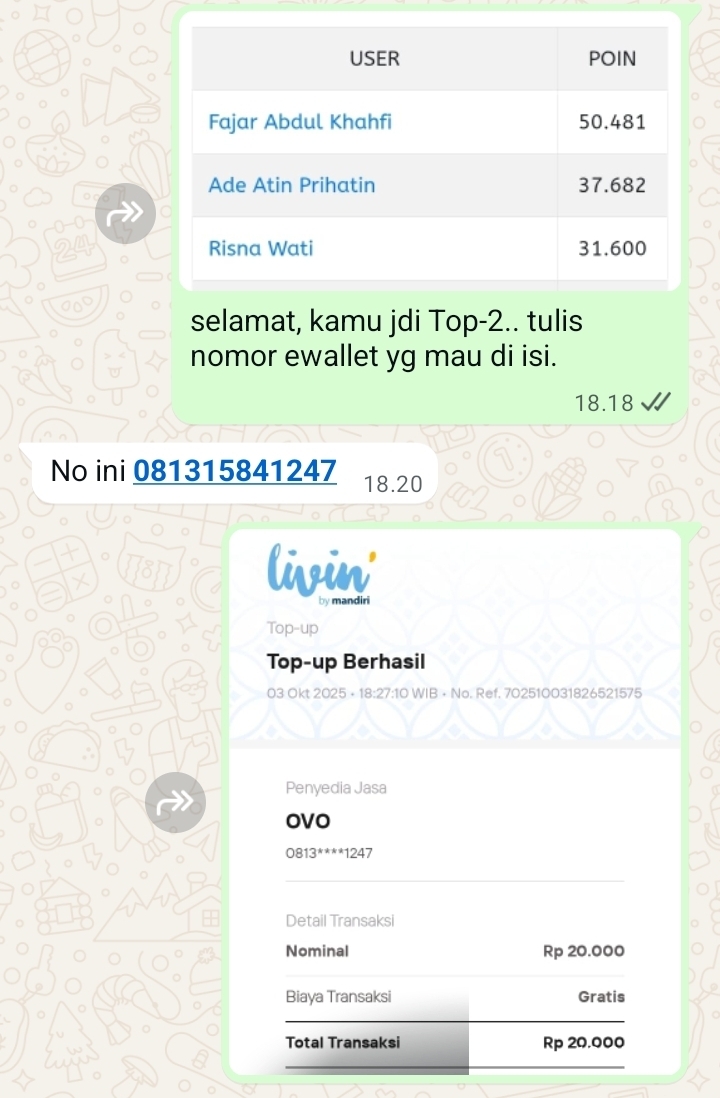 USER POIN
Fajar Abdul Khahfi 50.481
Ade Atin Prihatin 37.682
Risna Wati 31.600
selamat, kamu jdi Top-2.. tulis
nomor ewallet yg mau di isi.
18.18
No ini 081315841247 18.20
livin'
by mandiri
Top-up
Top-up Berhasil
03 Okt 2025 • 18:27:10 WIB • No. Ref. 702510031826521575
Penyedia Jasa
OVO
0813****1247
Detail Transaksi
Nominal Rp 20.000
Biaya Transaksi Gratis
Total Transaksi Rp 20.000